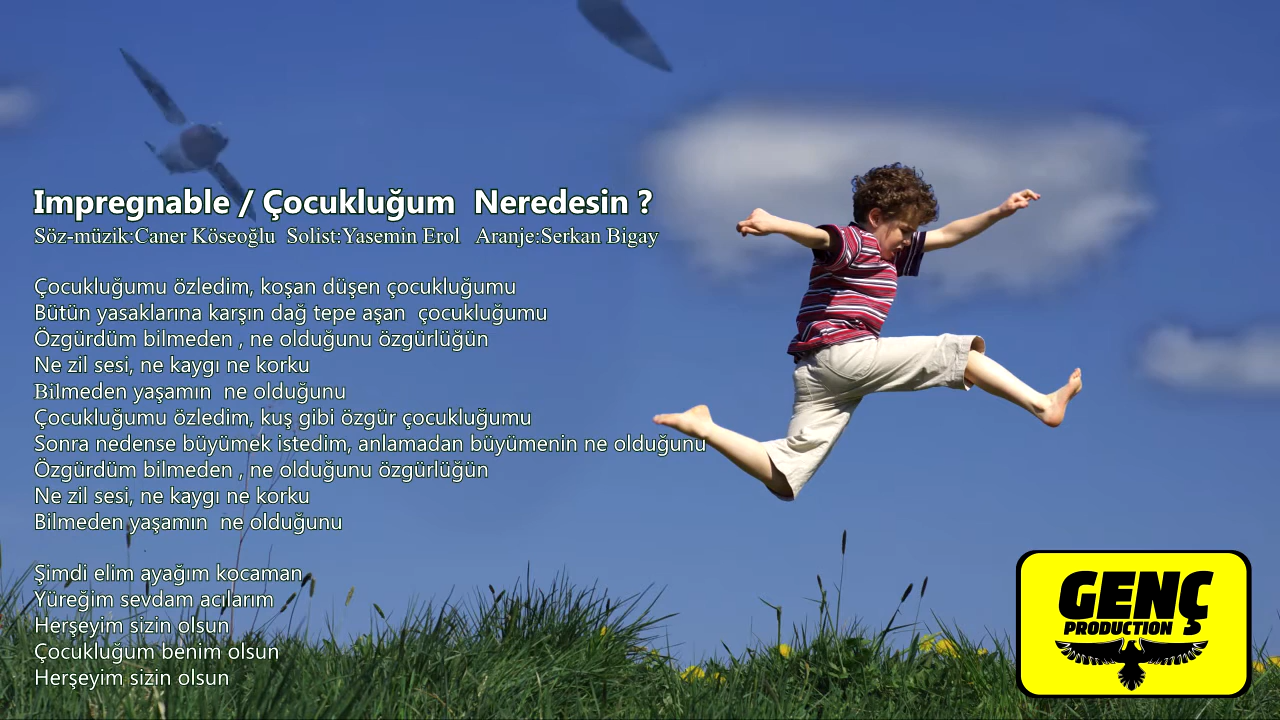 Impregnable / Çocukluğum Neredesin ?
Söz-müzik:Caner Köseoğlu Solist:Yasemin Erol Aranje:Serkan Bigay
Çocukluğumu özledim, koşan düşen çocukluğumu
Bütün yasaklarına karşın dağ tepe aşan çocukluğumu
Özgürdüm bilmeden , ne olduğunu özgürlüğün
Ne zil sesi, ne kaygı ne korku
Bilmeden yaşamın ne olduğunu
Çocukluğumu özledim, kuş gibi özgür çocukluğumu
Sonra nedense büyümek istedim, anlamadan büyümenin ne olduğunu
Özgürdüm bilmeden , ne olduğunu özgürlüğün
Ne zil sesi, ne kaygı ne korku
Bilmeden yaşamın ne olduğunu
Şimdi elim ayağım kocaman
Yüreğim sevdam acılarım
Herşeyim sizin olsun
Çocukluğum benim olsun
Herşeyim sizin olsun
GENÇ
PRODUCTION